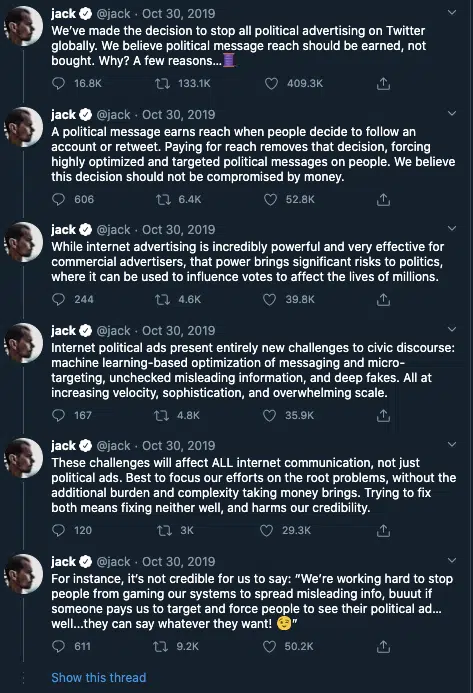 jack @jack · Oct 30, 2019
We’ve made the decision to stop all political advertising on Twitter
globally. We believe political message reach should be earned, not
bought. Why? A few reasons...🧵
16.8K 133.1K 409.3K
jack @jack · Oct 30, 2019
A political message earns reach when people decide to follow an
account or retweet. Paying for reach removes that decision, forcing
highly optimized and targeted political messages on people. We believe
this decision should not be compromised by money.
606 6.4K 52.8K
jack @jack · Oct 30, 2019
While internet advertising is incredibly powerful and very effective for
commercial advertisers, that power brings significant risks to politics,
where it can be used to influence votes to affect the lives of millions.
244 4.6K 39.8K
jack @jack · Oct 30, 2019
Internet political ads present entirely new challenges to civic discourse:
machine learning-based optimization of messaging and micro-
targeting, unchecked misleading information, and deep fakes. All at
increasing velocity, sophistication, and overwhelming scale.
167 4.8K 35.9K
jack @jack · Oct 30, 2019
These challenges will affect ALL internet communication, not just
political ads. Best to focus our efforts on the root problems, without the
additional burden and complexity taking money brings. Trying to fix
both means fixing neither well, and harms our credibility.
120 3K 29.3K
jack @jack · Oct 30, 2019
For instance, it’s not credible for us to say: “We’re working hard to stop
people from gaming our systems to spread misleading info, buuut if
someone pays us to target and force people to see their political ad...
well...they can say whatever they want! 😉”
611 9.2K 50.2K
Show this thread